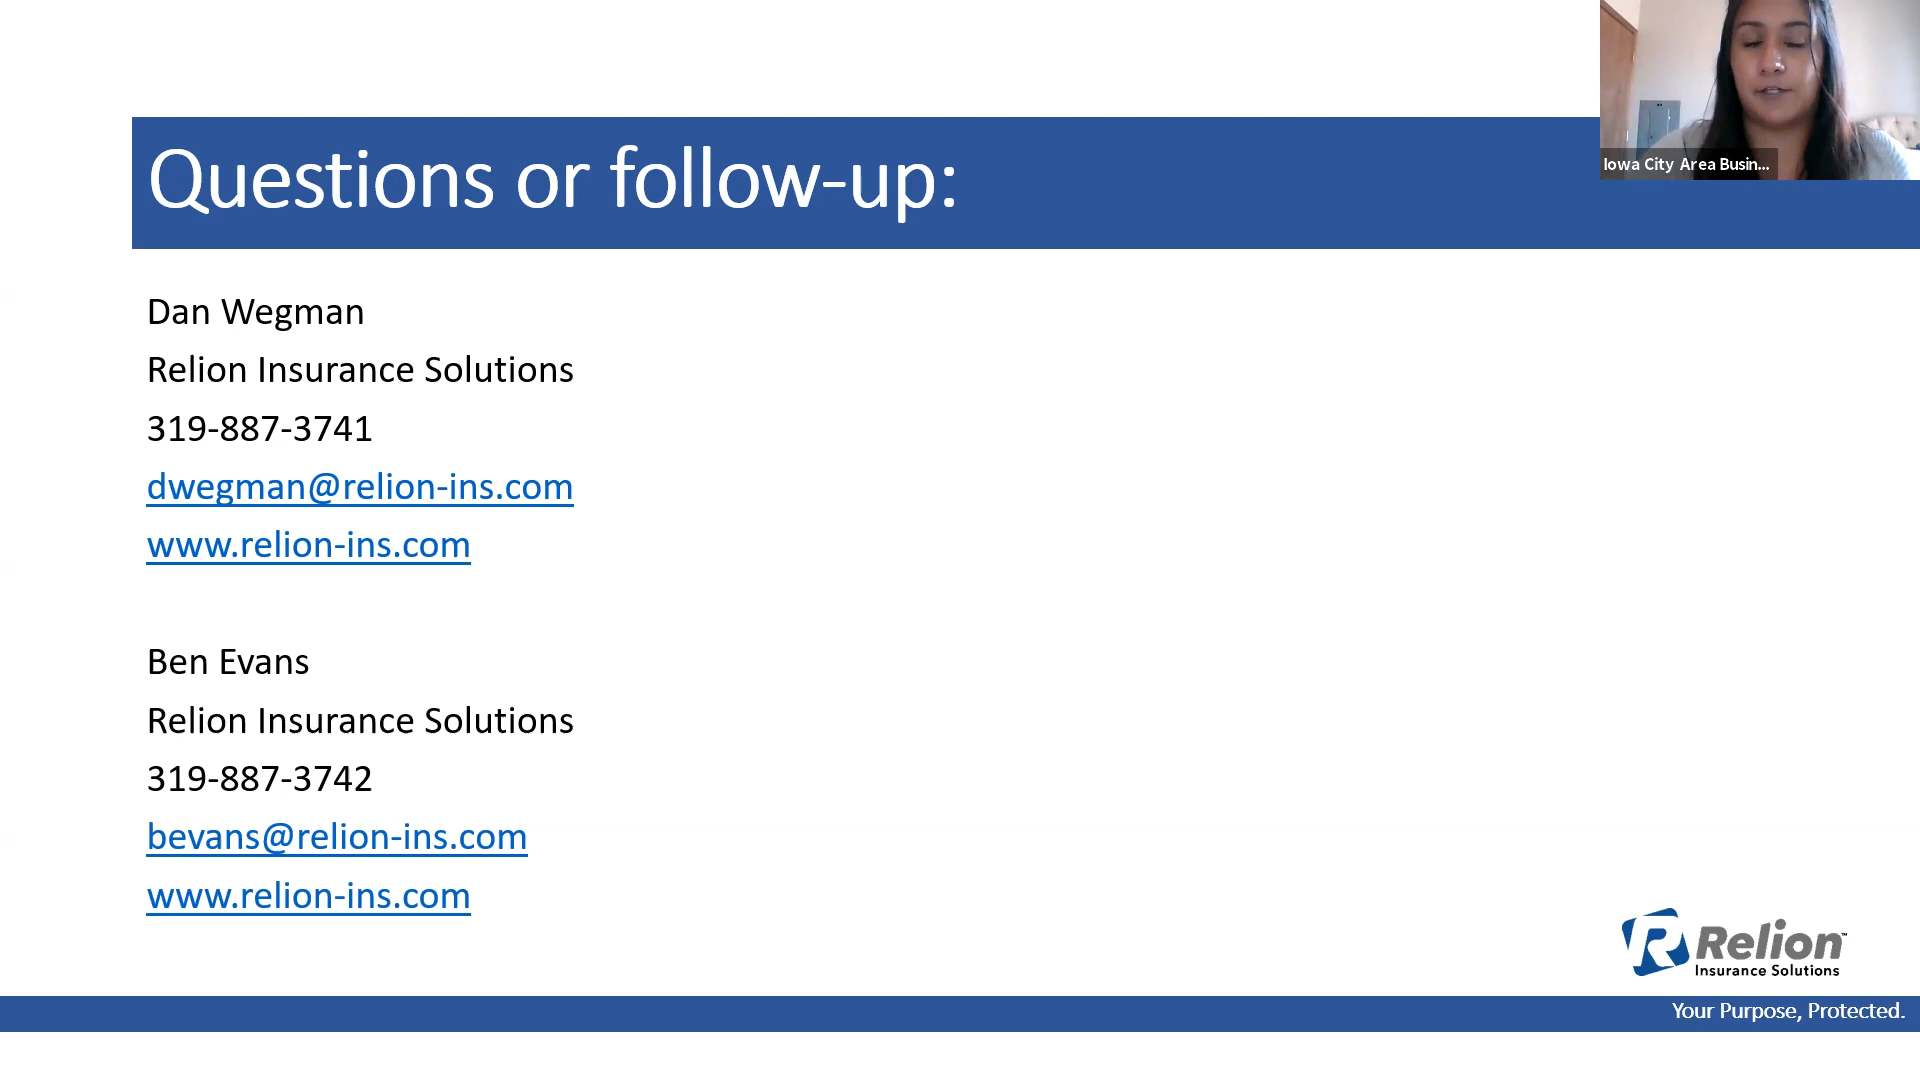 Iowa City Area Busin...
Questions or follow-up:
Dan Wegman
Relion Insurance Solutions
319-887-3741
dwegman@relion-ins.com
www.relion-ins.com
Ben Evans
Relion Insurance Solutions
319-887-3742
bevans@relion-ins.com
www.relion-ins.com
Relion™
Insurance Solutions
Your Purpose, Protected.